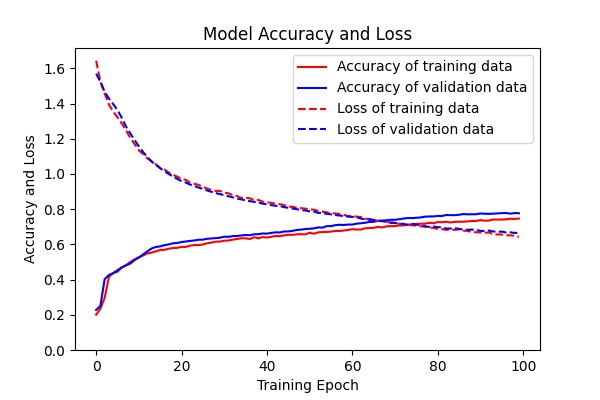 Model Accuracy and Loss
Accuracy of training data
Accuracy of validation data
Loss of training data
Loss of validation data
Accuracy and Loss
1.6
1.4
1.2
1.0
0.8
0.6
0.4
0.2
0.0
0 20 40 60 80 100
Training Epoch